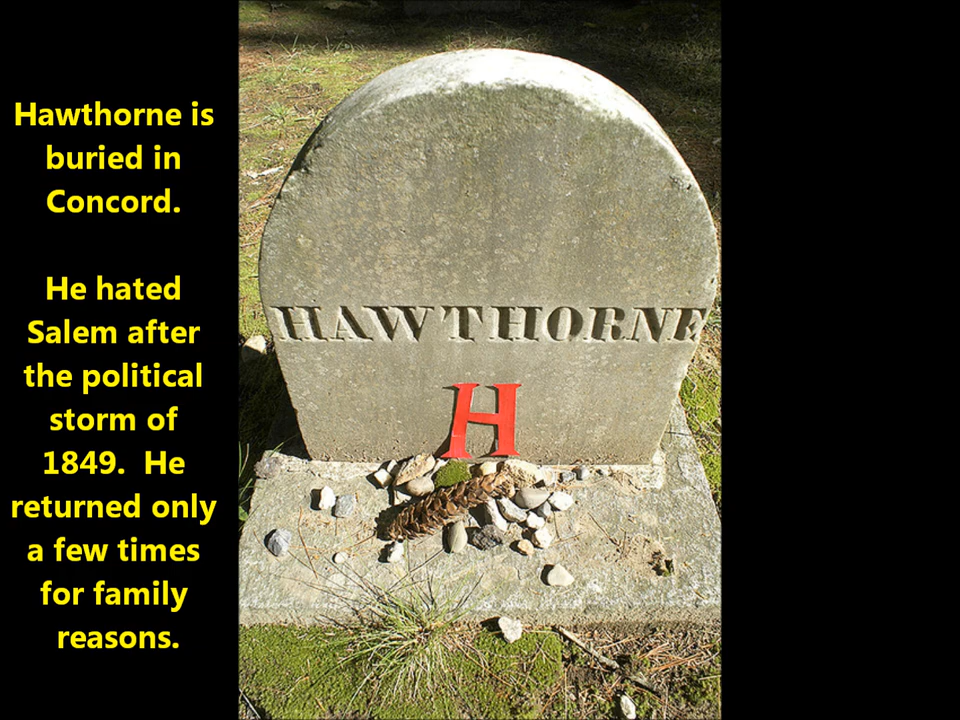 Hawthorne is
buried in
Concord.
He hated
Salem after
the political
storm of
1849.  He
returned only
a few times
for family
reasons.
HAWTHORNE
H